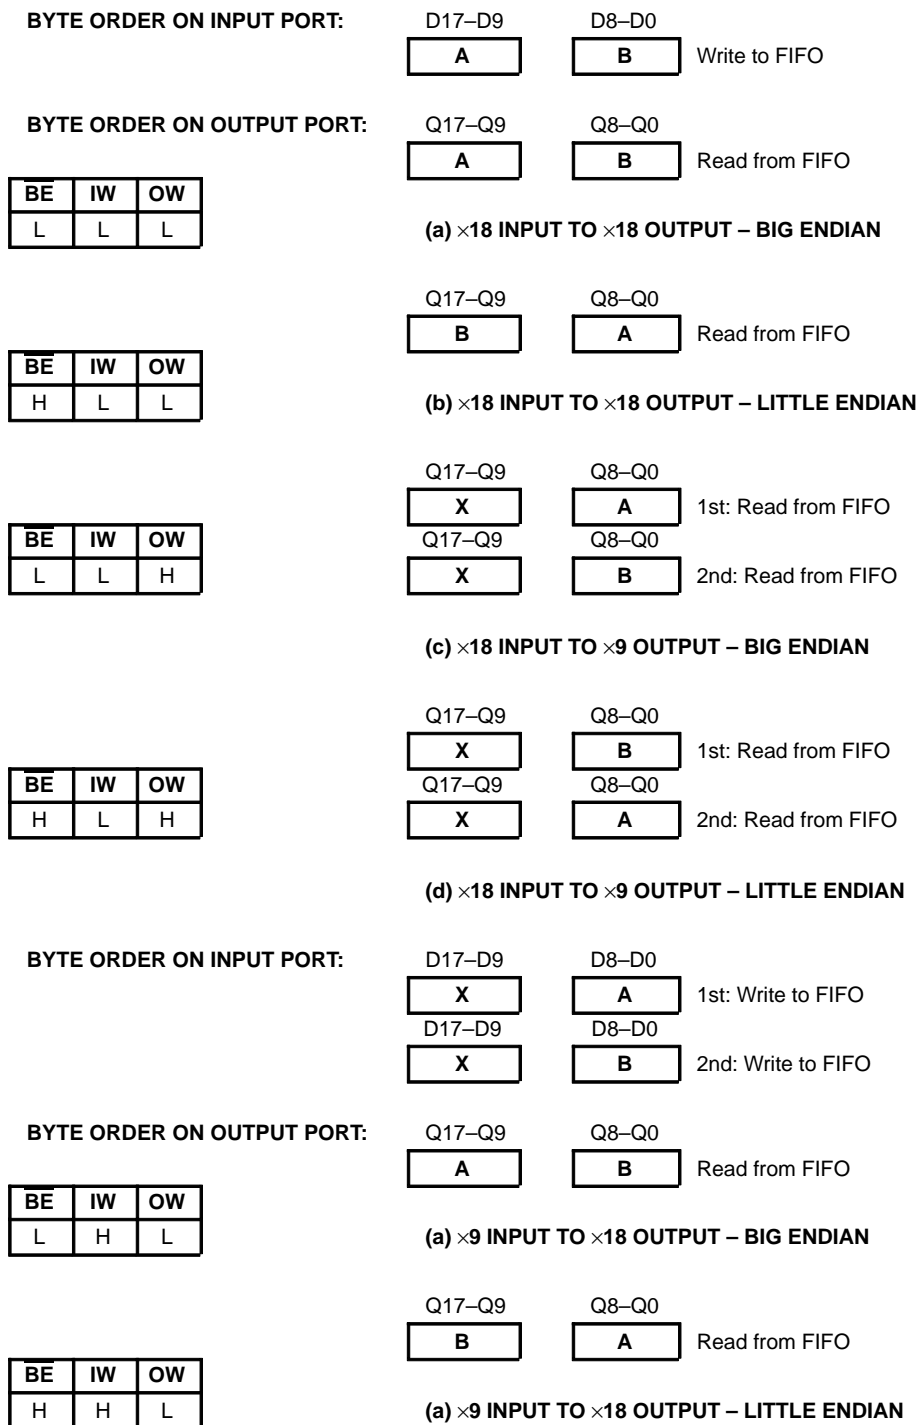 BYTE ORDER ON INPUT PORT: D17–D9 D8–D0
A B Write to FIFO
BYTE ORDER ON OUTPUT PORT: Q17–Q9 Q8–Q0
A B Read from FIFO
BE IW OW
L L L
(a) ×18 INPUT TO ×18 OUTPUT – BIG ENDIAN
Q17–Q9 Q8–Q0
B A Read from FIFO
BE IW OW
H L L
(b) ×18 INPUT TO ×18 OUTPUT – LITTLE ENDIAN
Q17–Q9 Q8–Q0
X A 1st: Read from FIFO
BE IW OW Q17–Q9 Q8–Q0
L L H X B 2nd: Read from FIFO
(c) ×18 INPUT TO ×9 OUTPUT – BIG ENDIAN
Q17–Q9 Q8–Q0
X B 1st: Read from FIFO
BE IW OW Q17–Q9 Q8–Q0
H L H X A 2nd: Read from FIFO
(d) ×18 INPUT TO ×9 OUTPUT – LITTLE ENDIAN
BYTE ORDER ON INPUT PORT: D17–D9 D8–D0
X A 1st: Write to FIFO
D17–D9 D8–D0
X B 2nd: Write to FIFO
BYTE ORDER ON OUTPUT PORT: Q17–Q9 Q8–Q0
A B Read from FIFO
BE IW OW
L H L
(a) ×9 INPUT TO ×18 OUTPUT – BIG ENDIAN
Q17–Q9 Q8–Q0
B A Read from FIFO
BE IW OW
H H L
(a) ×9 INPUT TO ×18 OUTPUT – LITTLE ENDIAN